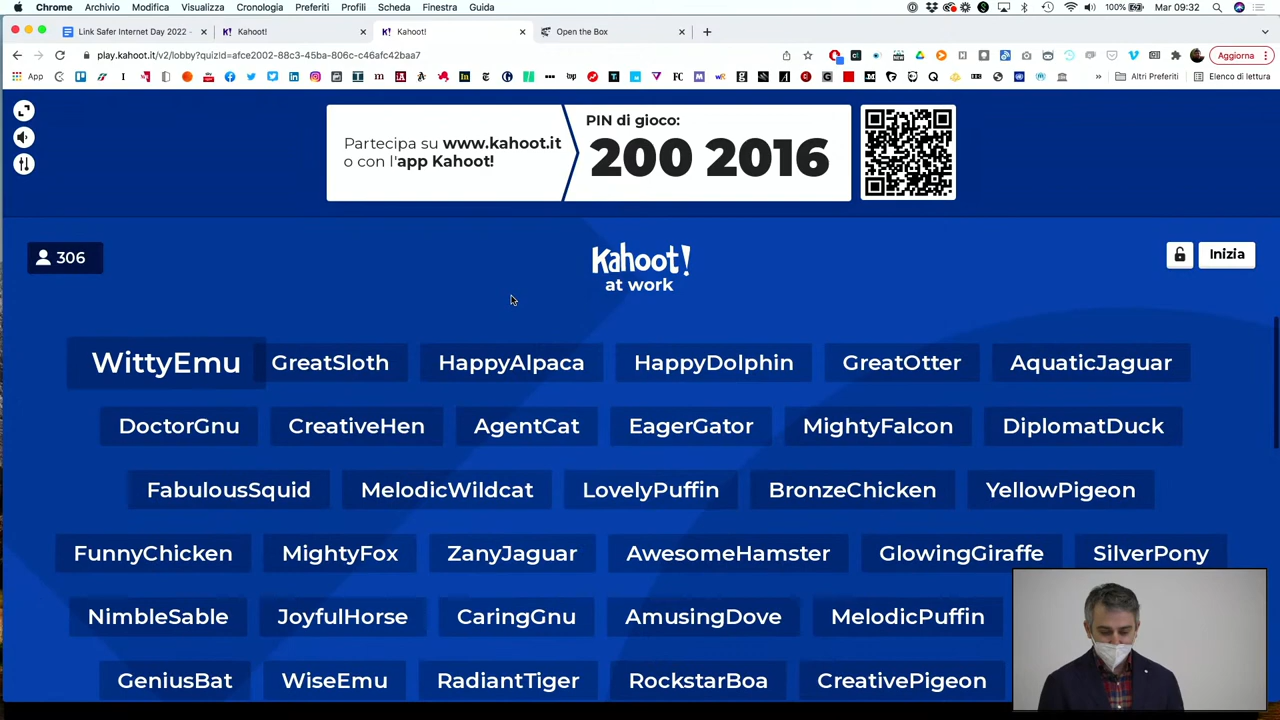 Chrome Archivio Modifica Visualizza Cronologia Preferiti Profili Scheda Finestra Guida 100% Mar 09:32
Link Safer Internet Day 2022 - Kahoot! Kahoot! Open the Box
play.kahoot.it/v2/lobby?quizId=afce2002-88c3-45ba-806c-c46afc42baa7 Aggiorna
App Altri Preferiti Elenco di lettura
Partecipa su www.kahoot.it
o con l'app Kahoot!
PIN di gioco:
200 2016
306
Kahoot!
at work
Inizia
WittyEmu GreatSloth HappyAlpaca HappyDolphin GreatOtter AquaticJaguar
DoctorGnu CreativeHen AgentCat EagerGator MightyFalcon DiplomatDuck
FabulousSquid MelodicWildcat LovelyPuffin BronzeChicken YellowPigeon
FunnyChicken MightyFox ZanyJaguar AwesomeHamster GlowingGiraffe SilverPony
NimbleSable JoyfulHorse CaringGnu AmusingDove MelodicPuffin
GeniusBat WiseEmu RadiantTiger RockstarBoa CreativePigeon